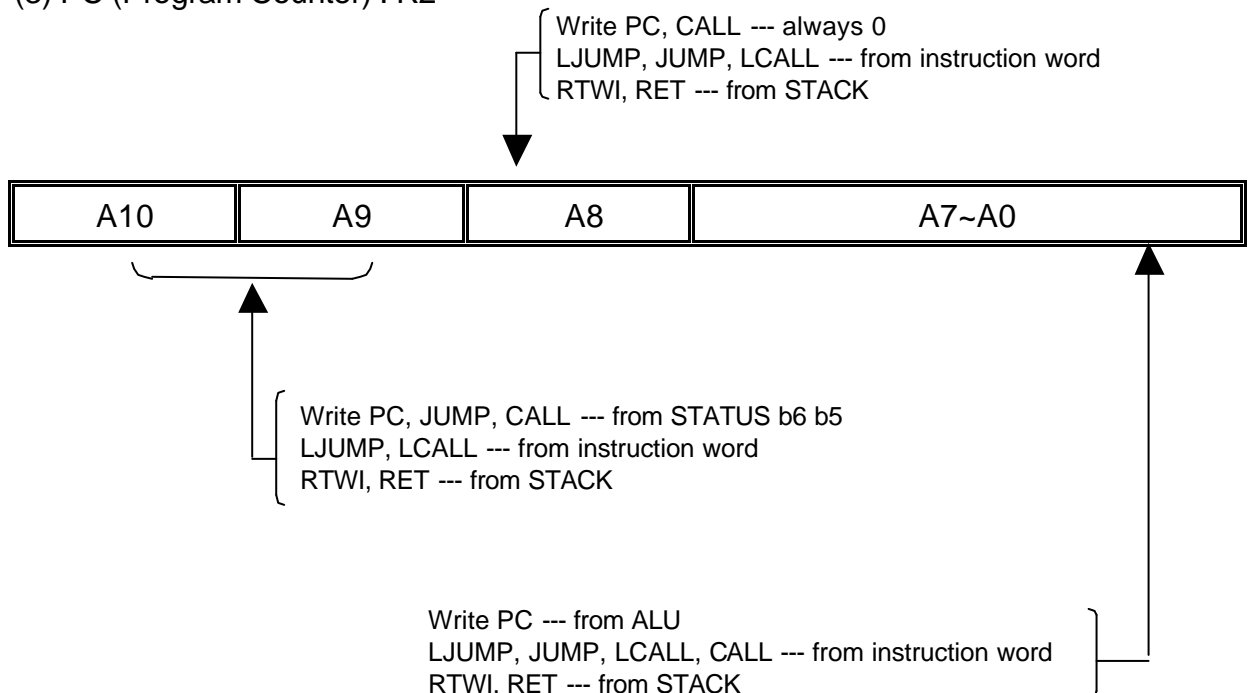 PC (Program Counter)
Write PC, CALL --- always 0
LJUMP, JUMP, LCALL --- from instruction word
RTWI, RET --- from STACK
A10 A9 A8 A7~A0
Write PC, JUMP, CALL --- from STATUS b6 b5
LJUMP, LCALL --- from instruction word
RTWI, RET --- from STACK
Write PC --- from ALU
LJUMP, JUMP, LCALL, CALL --- from instruction word
RTWI, RET --- from STACK